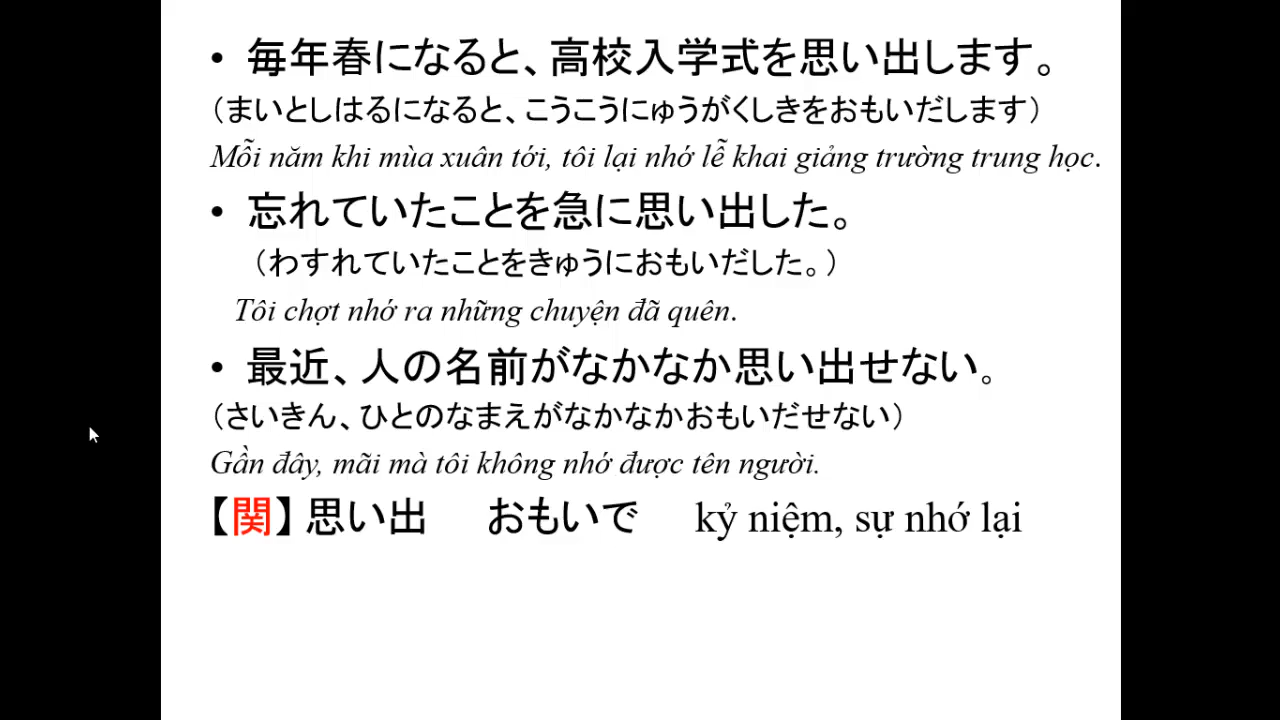 • 毎年春になると、高校入学式を思い出します。
（まいとしはるになると、こうこうにゅうがくしきをおもいだします）
Mỗi năm khi mùa xuân tới, tôi lại nhớ lễ khai giảng trường trung học.
• 忘れていたことを急に思い出した。
（わすれていたことをきゅうにおもいだした。）
Tôi chợt nhớ ra những chuyện đã quên.
• 最近、人の名前がなかなか思い出せない。
（さいきん、ひとのなまえがなかなかおもいだせない）
Gần đây, mãi mà tôi không nhớ được tên người.
【関】思い出 おもいで kỷ niệm, sự nhớ lại